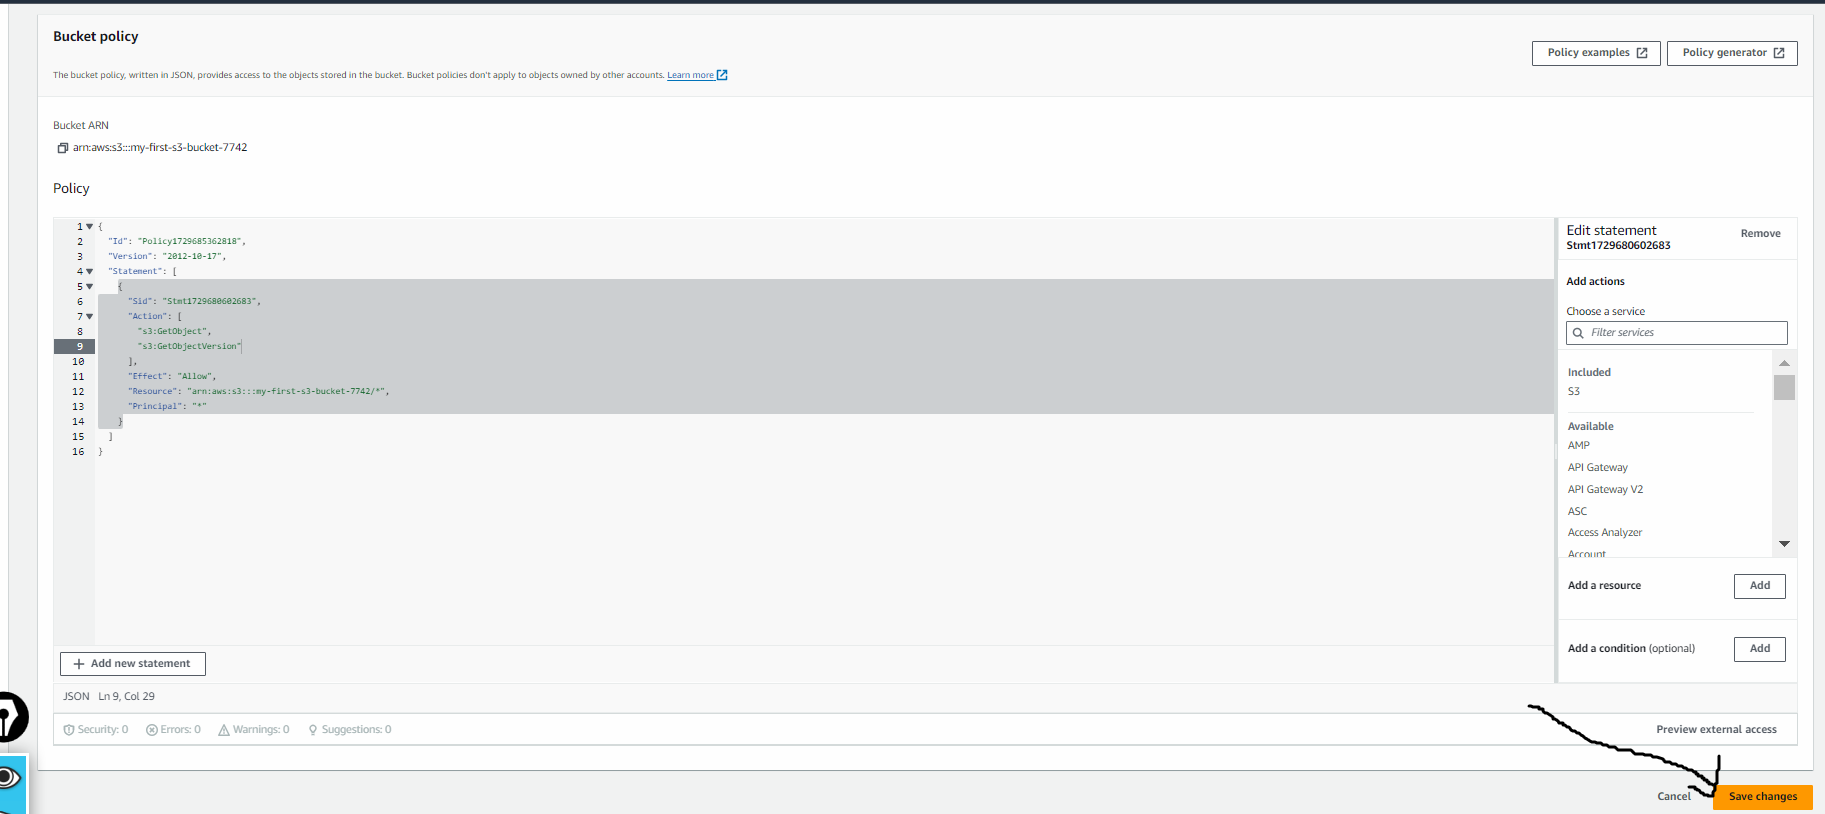 Bucket policy
Policy examples
Policy generator
The bucket policy, written in JSON, provides access to the objects stored in the bucket. Bucket policies don't apply to objects owned by other accounts. Learn more
Bucket ARN
arn:aws:s3:::my-first-s3-bucket-7742
Policy
1 {
2 "Id": "Policy1729685362818",
3 "Version": "2012-10-17",
4 "Statement": [
5 {
6 "Sid": "Stmt1729680602683",
7 "Action": [
8 "s3:GetObject",
9 "s3:GetObjectVersion"
10 ],
11 "Effect": "Allow",
12 "Resource": "arn:aws:s3:::my-first-s3-bucket-7742/*",
13 "Principal": "*"
14 }
15 ]
16 }
Edit statement
Stmt1729680602683
Remove
Add actions
Choose a service
Filter services
Included
S3
Available
AMP
API Gateway
API Gateway V2
ASC
Access Analyzer
Account
Add a resource
Add
Add a condition (optional)
Add
+ Add new statement
JSON Ln 9, Col 29
Security: 0 Errors: 0 Warnings: 0 Suggestions: 0
Preview external access
Cancel
Save changes